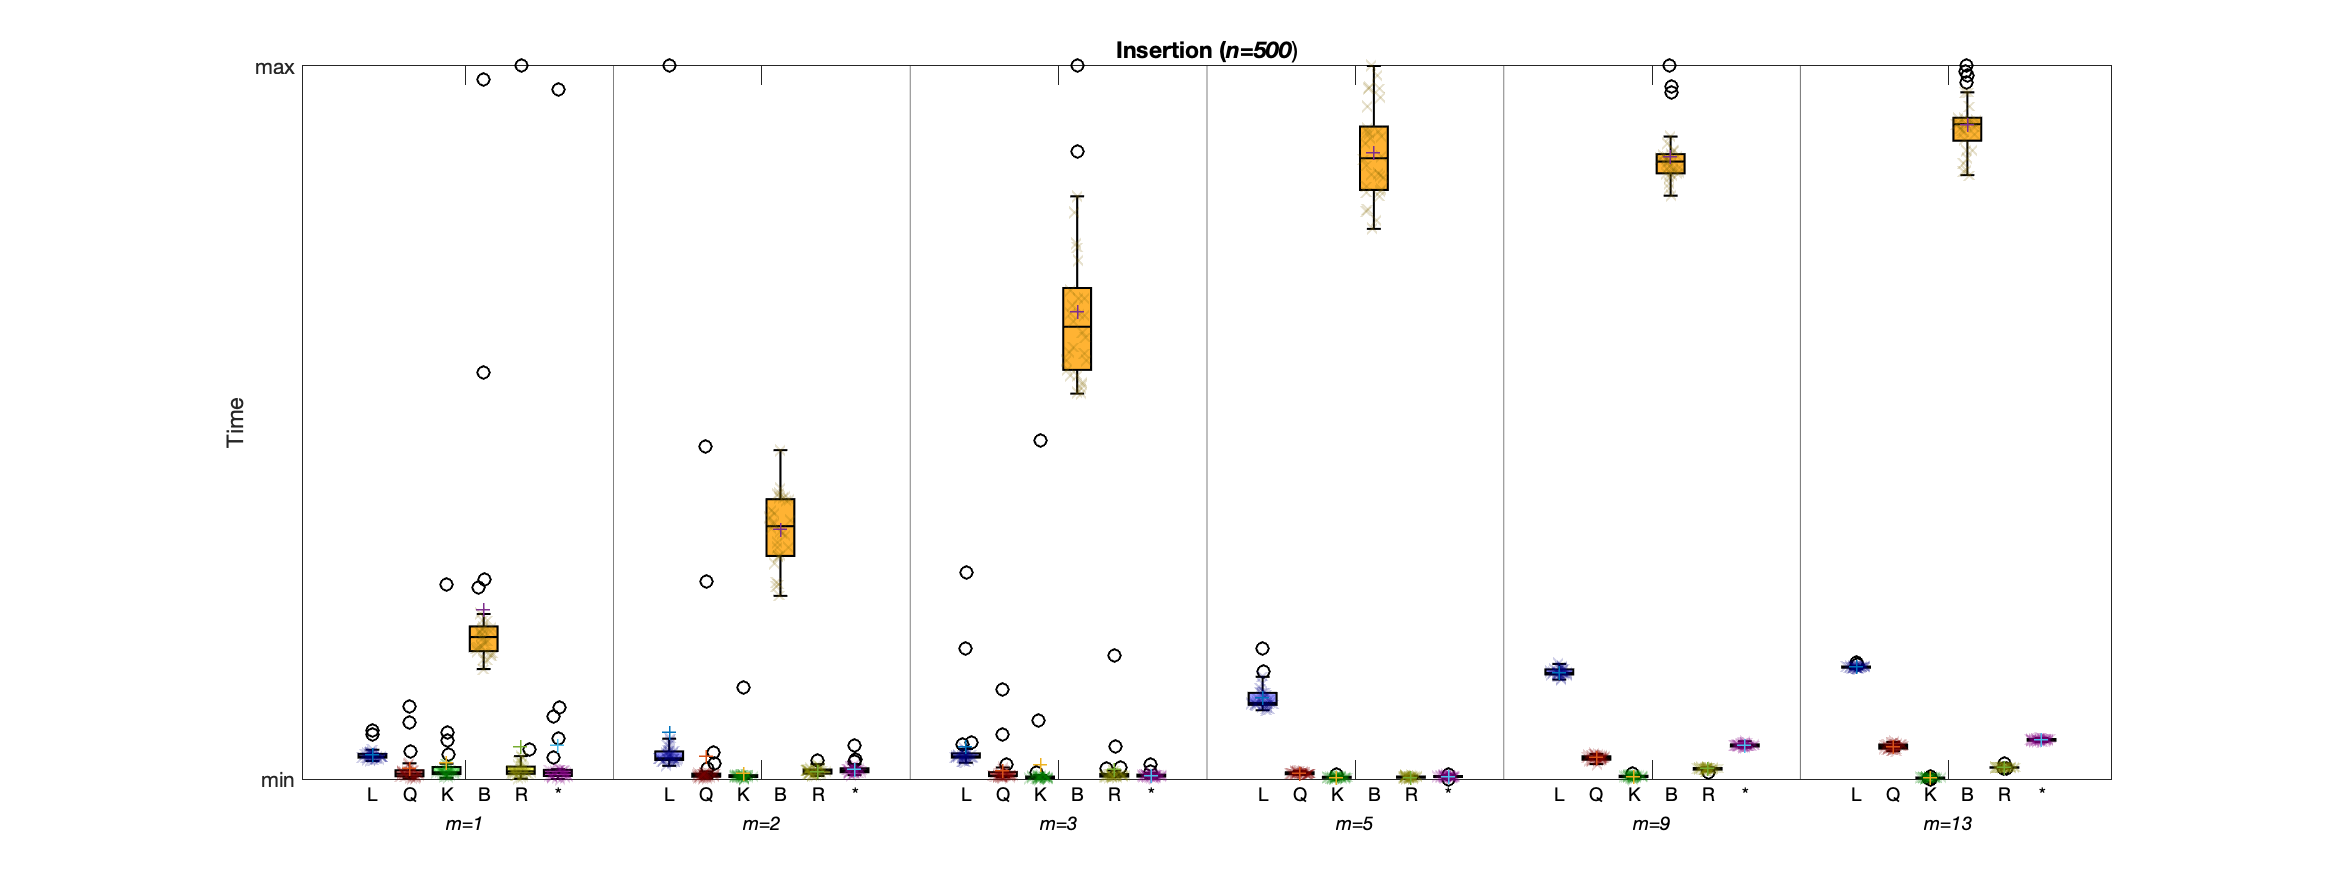 Insertion (n=500)
max
Time
min
L Q K B R * L Q K B R * L Q K B R * L Q K B R * L Q K B R * L Q K B R *
m=1 m=2 m=3 m=5 m=9 m=13